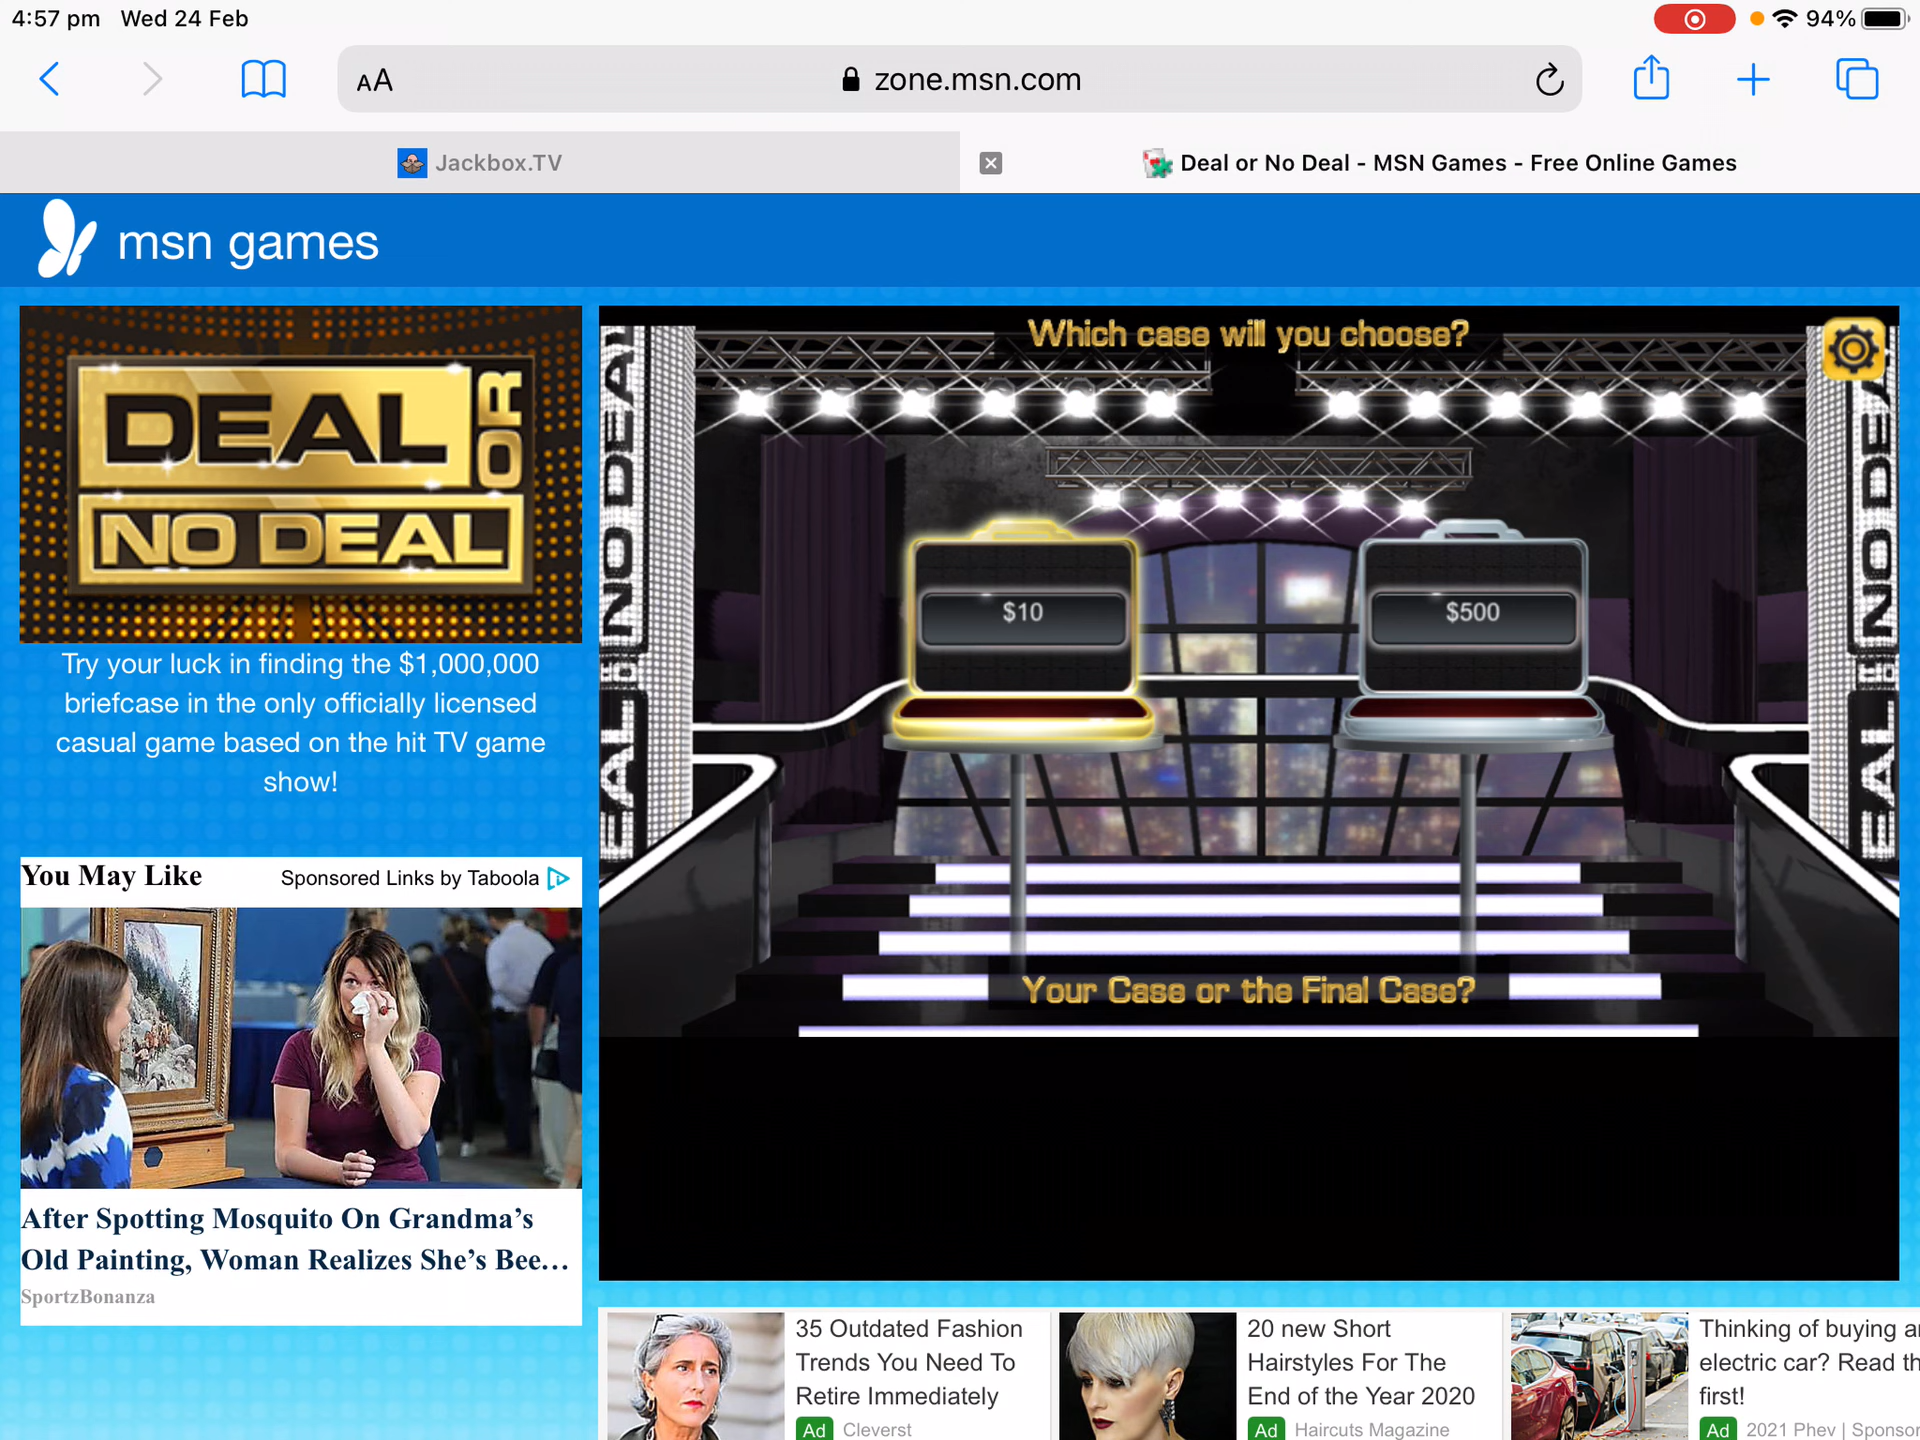 4:57 pm Wed 24 Feb
94%
AA
zone.msn.com
Jackbox.TV
Deal or No Deal - MSN Games - Free Online Games
msn games
DEAL
OR
NO DEAL
Try your luck in finding the $1,000,000
briefcase in the only officially licensed
casual game based on the hit TV game
show!
You May Like
Sponsored Links by Taboola
After Spotting Mosquito On Grandma's
Old Painting, Woman Realizes She's Bee...
SportzBonanza
Which case will you choose?
NO DEAL
NO DEA
$10
$500
EAL
EAL
Your Case or the Final Case?
35 Outdated Fashion
Trends You Need To
Retire Immediately
Ad Cleverst
20 new Short
Hairstyles For The
End of the Year 2020
Ad Haircuts Magazine
Thinking of buying a
electric car? Read th
first!
Ad 2021 Phev | Sponsor